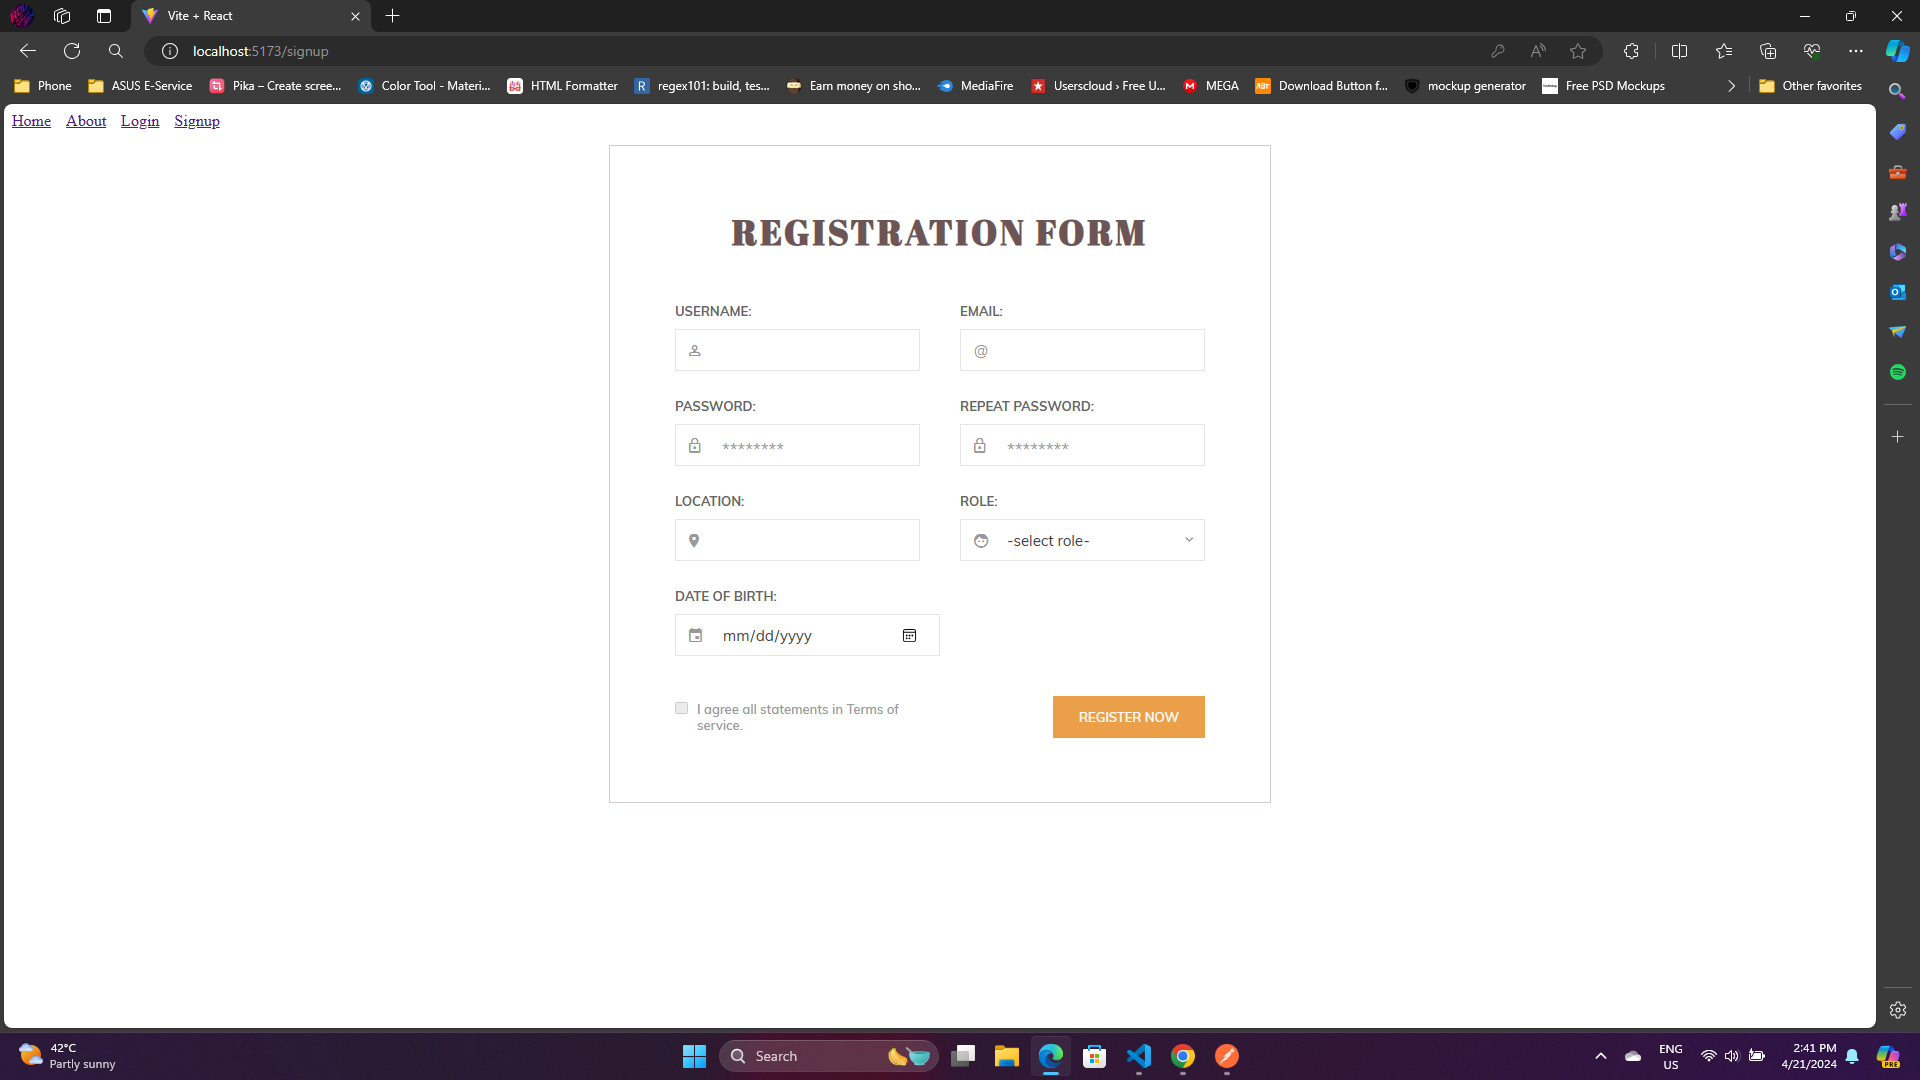 Vite + React
localhost:5173/signup
Phone ASUS E-Service Pika – Create scree... Color Tool - Materi... HTML Formatter regex101: build, tes... Earn money on sho... MediaFire Userscloud › Free U... MEGA Download Button f... mockup generator Free PSD Mockups Other favorites
Home About Login Signup
REGISTRATION FORM
USERNAME: EMAIL:
@
PASSWORD: REPEAT PASSWORD:
******** ********
LOCATION: ROLE:
-select role-
DATE OF BIRTH:
mm/dd/yyyy
I agree all statements in Terms of
service.
REGISTER NOW
42°C
Partly sunny
Search
ENG
US
2:41 PM
4/21/2024
PRE